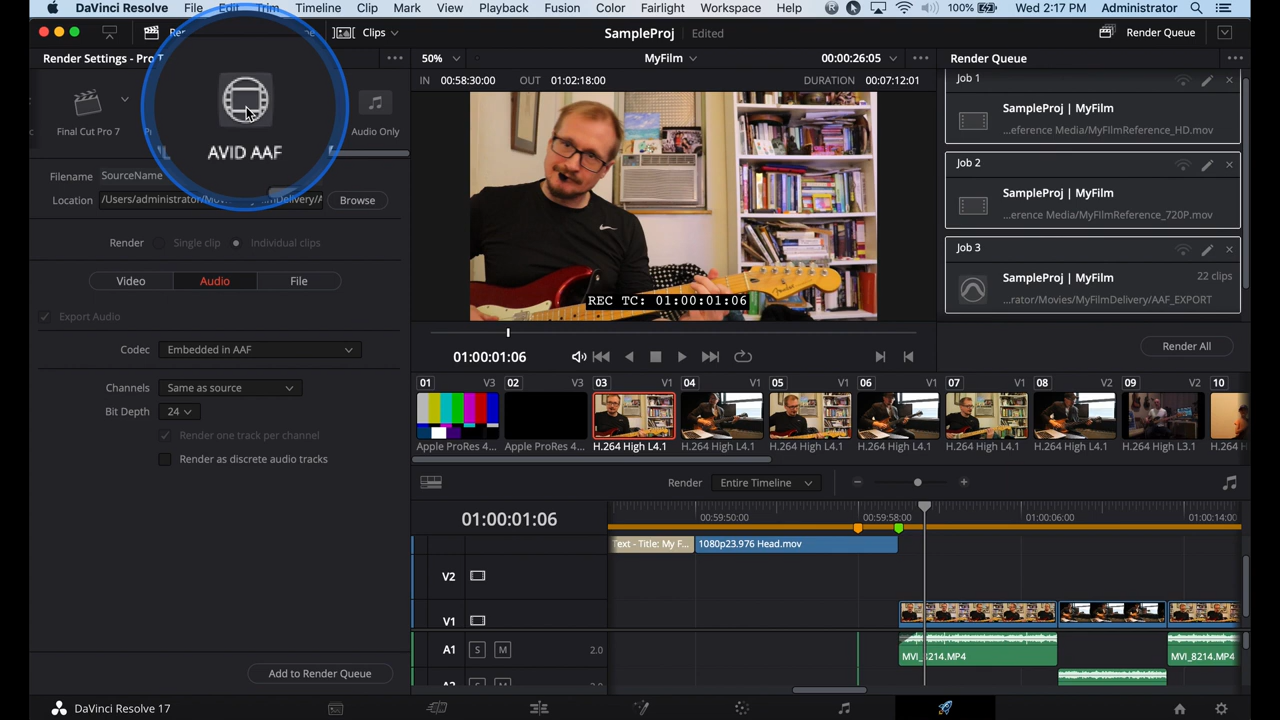 DaVinci Resolve File Edit Trim Timeline Clip Mark View Playback Fusion Color Fairlight Workspace Help 100% Wed 2:17 PM Administrator
Clips SampleProj Edited Render Queue
Render Settings - Pro T
50% MyFilm 00:00:26:05
Render Queue
IN 00:58:30:00 OUT 01:02:18:00 DURATION 00:07:12:01
Final Cut Pro 7
AVID AAF
Audio Only
Filename SourceName
Location /Users/administrator/Mov
Browse
Render Single clip Individual clips
Video Audio File
Export Audio
Codec Embedded in AAF
Channels Same as source
Bit Depth 24
Render one track per channel
Render as discrete audio tracks
Add to Render Queue
REC TC: 01:00:01:06
01:00:01:06
Job 1
SampleProj | MyFilm
...eference Media/MyFilmReference_HD.mov
Job 2
SampleProj | MyFilm
...erence Media/MyFIlmReference_720P.mov
Job 3
SampleProj | MyFilm 22 clips
...rator/Movies/MyFilmDelivery/AAF_EXPORT
Render All
01 V3 02 V3 03 V1 04 V1 05 V1 06 V1 07 V1 08 V2 09 V2 10
Apple ProRes 4... Apple ProRes 4... H.264 High L4.1 H.264 High L4.1 H.264 High L4.1 H.264 High L4.1 H.264 High L4.1 H.264 High L4.1 H.264 High L3.1 H.264
Render Entire Timeline
01:00:01:06
00:59:50:00 00:59:58:00 01:00:06:00 01:00:14:00
Text - Title: My F... 1080p23.976 Head.mov
V2
V1
A1 S M 2.0
MVI_8214.MP4 MVI_8214.MP4
DaVinci Resolve 17